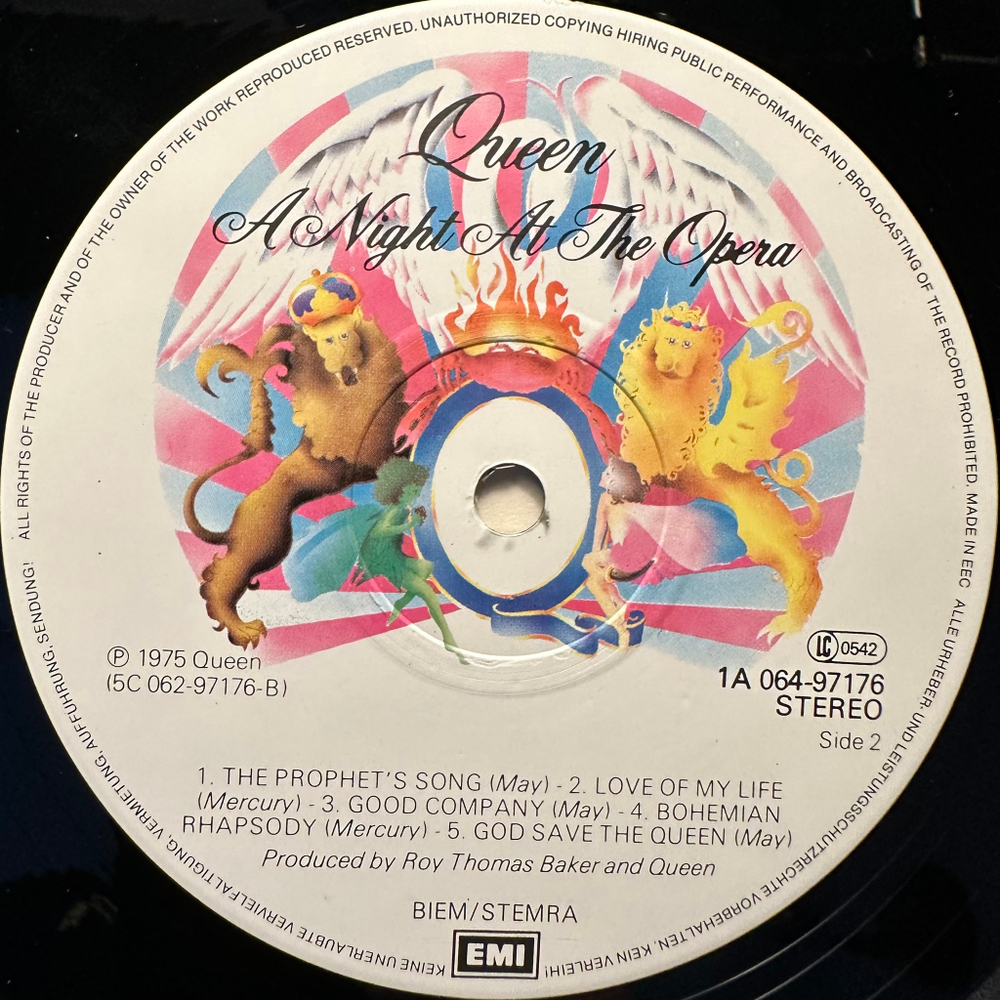 ALL RIGHTS OF THE PRODUCER AND OF THE OWNER OF THE WORK REPRODUCED RESERVED. UNAUTHORIZED COPYING HIRING PUBLIC PERFORMANCE AND BROADCASTING OF THE RECORD PROHIBITED. MADE IN EEC
Queen
A Night At The Opera
Ⓟ 1975 Queen
(5C 062-97176-B)
LC 0542
1A 064-97176
STEREO
Side 2
1. THE PROPHET'S SONG (May) - 2. LOVE OF MY LIFE
(Mercury) - 3. GOOD COMPANY (May) - 4. BOHEMIAN
RHAPSODY (Mercury) - 5. GOD SAVE THE QUEEN (May)
Produced by Roy Thomas Baker and Queen
BIEM/STEMRA
EMI
ALLE URHEBER- UND LEISTUNGSSCHUTZRECHTE VORBEHALTEN. KEIN VERLEIH! KEINE UNERLAUBTE VERVIELFALTIGUNG, VERMIETUNG, AUFFUHRUNG, SENDUNG!